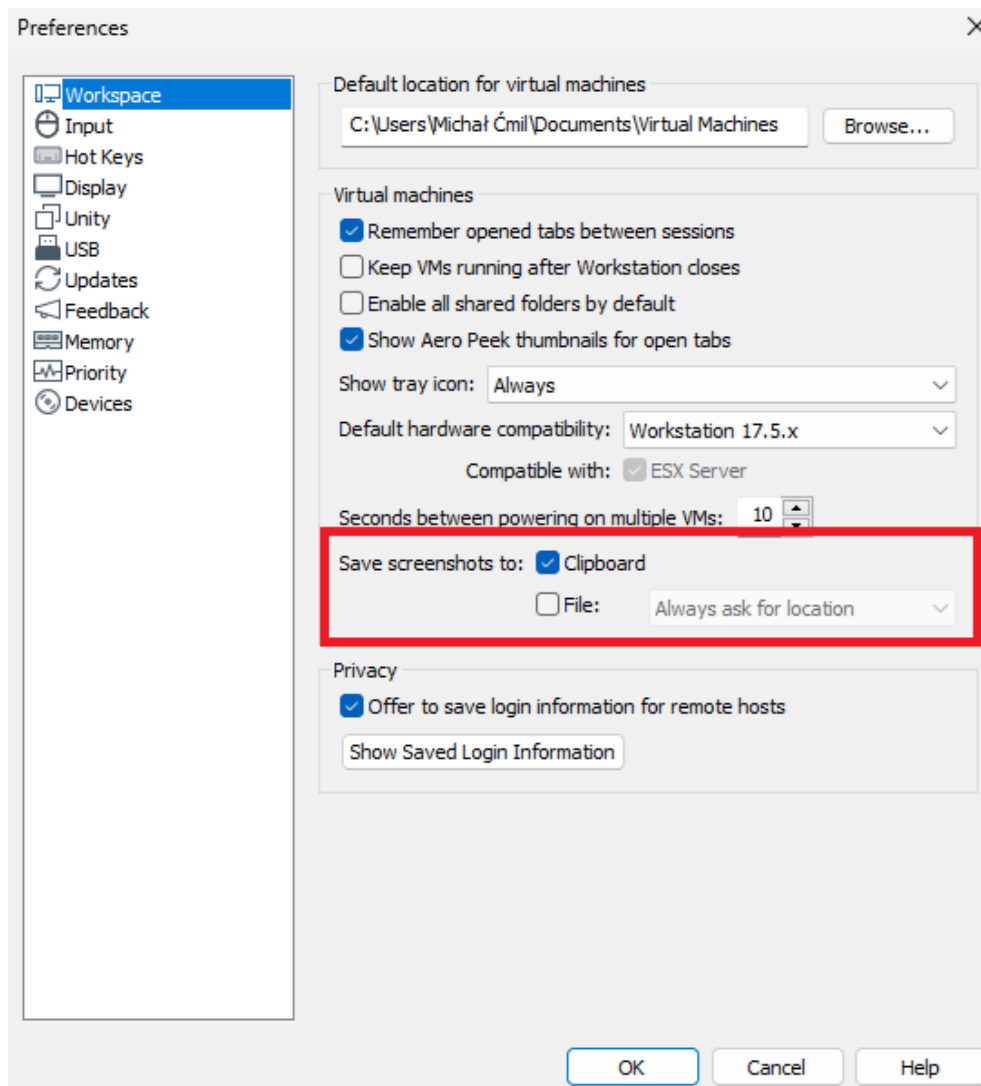 Preferences
Workspace
Input
Hot Keys
Display
Unity
USB
Updates
Feedback
Memory
Priority
Devices
Default location for virtual machines
C:\Users\Michał Ćmil\Documents\Virtual Machines
Browse...
Virtual machines
Remember opened tabs between sessions
Keep VMs running after Workstation closes
Enable all shared folders by default
Show Aero Peek thumbnails for open tabs
Show tray icon: Always
Default hardware compatibility: Workstation 17.5.x
Compatible with: ESX Server
Seconds between powering on multiple VMs: 10
Save screenshots to: Clipboard
File: Always ask for location
Privacy
Offer to save login information for remote hosts
Show Saved Login Information
OK Cancel Help